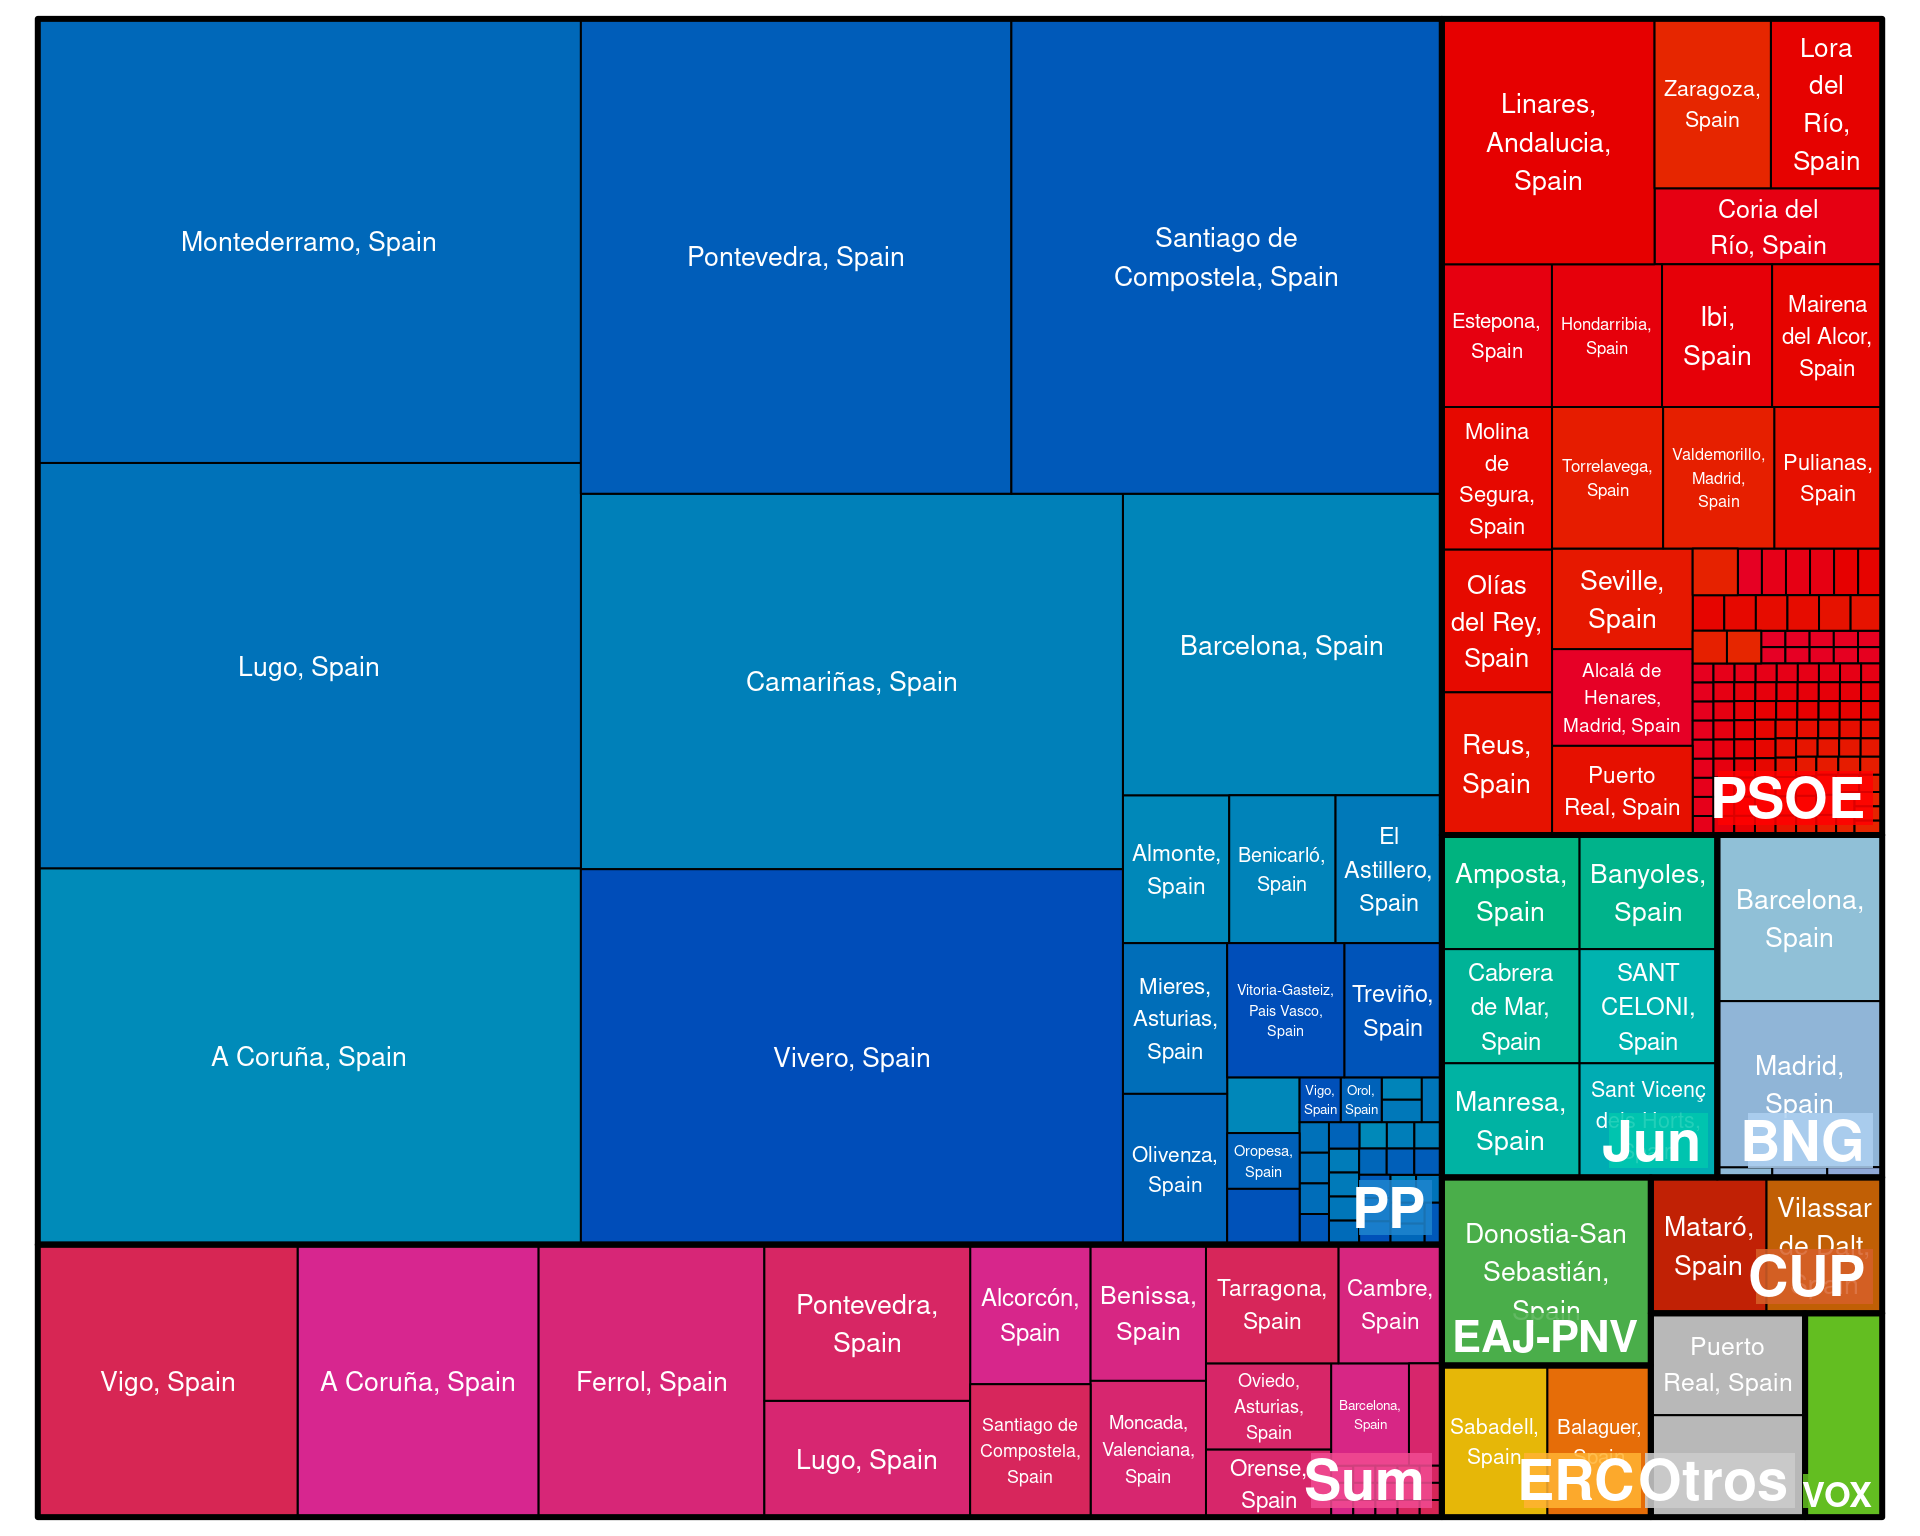 Montederramo, Spain
Lugo, Spain
A Coruña, Spain
Pontevedra, Spain
Santiago de
Compostela, Spain
Camariñas, Spain
Vivero, Spain
Barcelona, Spain
Almonte,
Spain
Benicarló,
Spain
El
Astillero,
Spain
Mieres,
Asturias,
Spain
Vitoria-Gasteiz,
Pais Vasco,
Spain
Treviño,
Spain
Olivenza,
Spain
Vigo,
Spain
Orol,
Spain
Oropesa,
Spain
PP
Vigo, Spain
A Coruña, Spain
Ferrol, Spain
Pontevedra,
Spain
Lugo, Spain
Alcorcón,
Spain
Santiago de
Compostela,
Spain
Benissa,
Spain
Moncada,
Valenciana,
Spain
Tarragona,
Spain
Cambre,
Spain
Oviedo,
Asturias,
Spain
Barcelona,
Spain
Orense,
Spain
Sum
Linares,
Andalucia,
Spain
Zaragoza,
Spain
Lora
del
Río,
Spain
Coria del
Río, Spain
Estepona,
Spain
Hondarribia,
Spain
Ibi,
Spain
Mairena
del Alcor,
Spain
Molina
de
Segura,
Spain
Torrelavega,
Spain
Valdemorillo,
Madrid,
Spain
Pulianas,
Spain
Olías
del Rey,
Spain
Seville,
Spain
Alcalá de
Henares,
Madrid, Spain
Reus,
Spain
Puerto
Real, Spain
PSOE
Amposta,
Spain
Banyoles,
Spain
Cabrera
de Mar,
Spain
SANT
CELONI,
Spain
Manresa,
Spain
Sant Vicenç
dels Horts,
Jun
Barcelona,
Spain
Madrid,
Spain
BNG
Donostia-San
Sebastián,
Spain
EAJ-PNV
Mataró,
Spain
Vilassar
de Dalt,
Spain
CUP
Sabadell,
Spain
Balaguer,
Spain
ERC
Puerto
Real, Spain
Otros
VOX